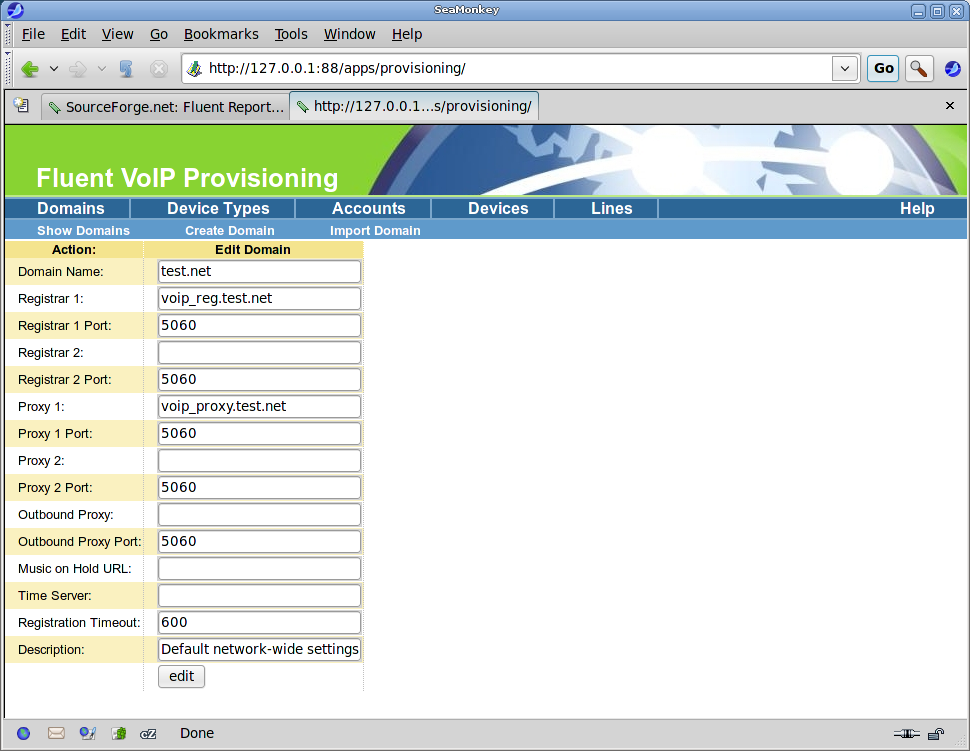 SeaMonkey
File Edit View Go Bookmarks Tools Window Help
http://127.0.0.1:88/apps/provisioning/ Go
SourceForge.net: Fluent Report... http://127.0.0.1...s/provisioning/
Fluent VoIP Provisioning
Domains Device Types Accounts Devices Lines Help
Show Domains Create Domain Import Domain
Action: Edit Domain
Domain Name: test.net
Registrar 1: voip_reg.test.net
Registrar 1 Port: 5060
Registrar 2:
Registrar 2 Port: 5060
Proxy 1: voip_proxy.test.net
Proxy 1 Port: 5060
Proxy 2:
Proxy 2 Port: 5060
Outbound Proxy:
Outbound Proxy Port: 5060
Music on Hold URL:
Time Server:
Registration Timeout: 600
Description: Default network-wide settings
edit
cZ Done